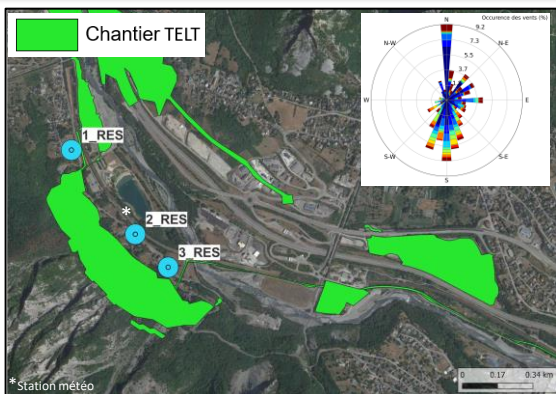 Chantier TELT
Occurence des vents (%)
N
9.2
7.3
5.5
3.7
N-W
N-E
W
E
S-W
S-E
S
1_RES
*
2_RES
3_RES
*Station météo
0 0.17 0.34 km